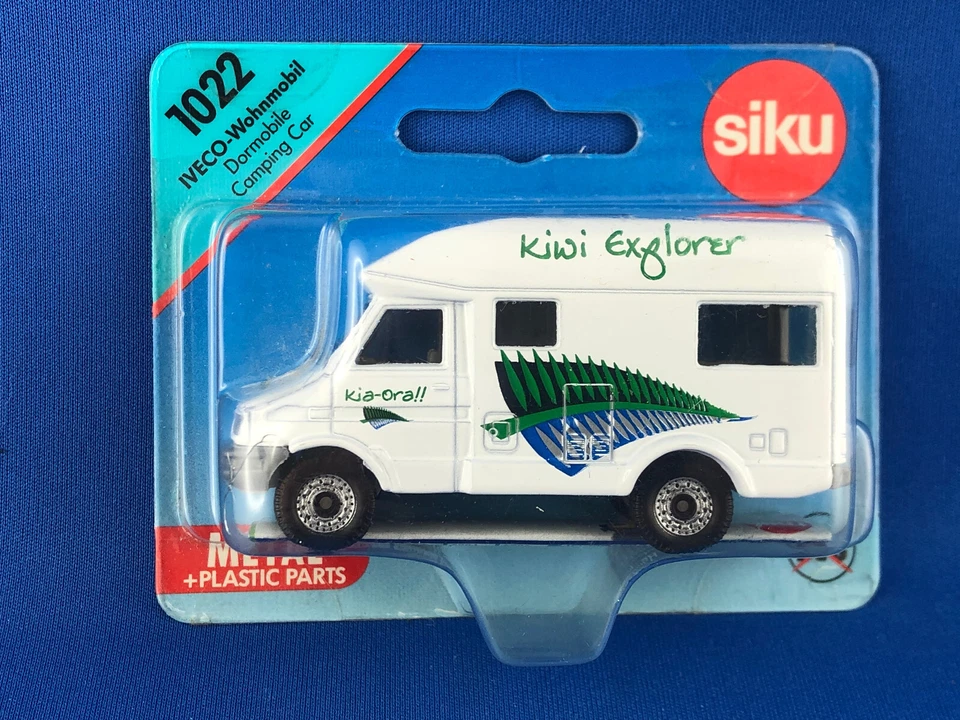 1022
IVECO-Wohnmobil
Dormobile
Camping Car
siku
Kiwi Explorer
Kia-Ora!!
METAL
+PLASTIC PARTS